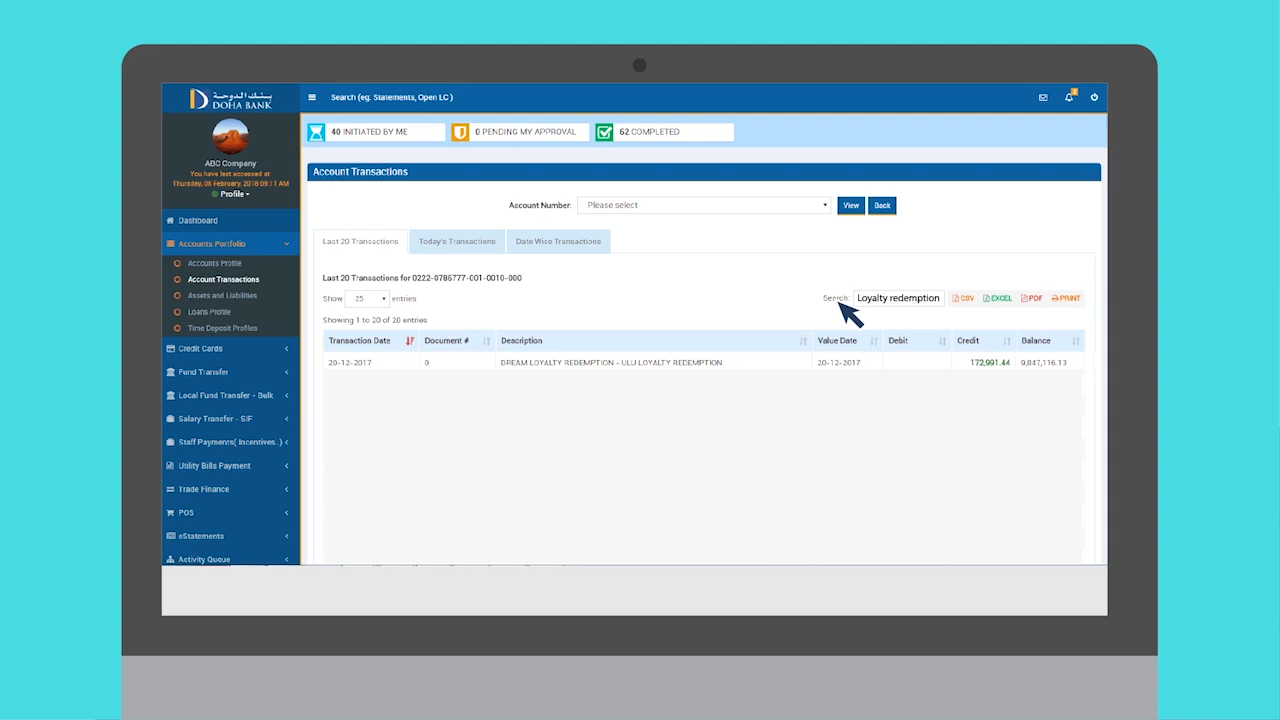 بنك الدوحة
DOHA BANK
Search (eg: Statements, Open LC )
2
ABC Company
You have last accessed at
Thursday, 08 February, 2018 09:11 AM
Profile
40 INITIATED BY ME
0 PENDING MY APPROVAL
62 COMPLETED
Dashboard
Accounts Portfolio
Accounts Profile
Account Transactions
Assets and Liabilities
Loans Profile
Time Deposit Profiles
Credit Cards
Fund Transfer
Local Fund Transfer - Bulk
Salary Transfer - SIF
Staff Payments( Incentives..)
Utility Bills Payment
Trade Finance
POS
eStatements
Activity Queue
Account Transactions
Account Number: Please select View Back
Last 20 Transactions Today's Transactions Date Wise Transactions
Last 20 Transactions for 0222-0785777-001-0010-000
Show 25 entries Search: Loyalty redemption CSV EXCEL PDF PRINT
Showing 1 to 20 of 20 entries
Transaction Date Document # Description Value Date Debit Credit Balance
20-12-2017 0 DREAM LOYALTY REDEMPTION - ULU LOYALTY REDEMPTION 20-12-2017 172,991.44 9,847,116.13